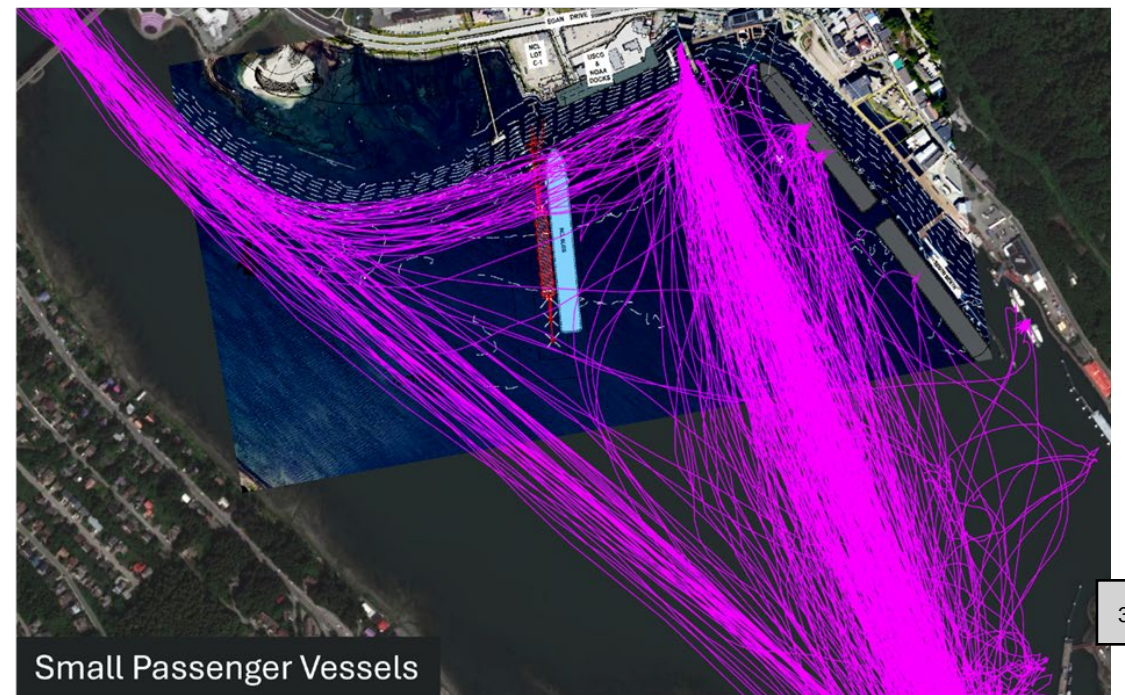 EGAN DRIVE
NCL
LOT
C-1
USCG
&
NOAA
DOCKS
Small Passenger Vessels